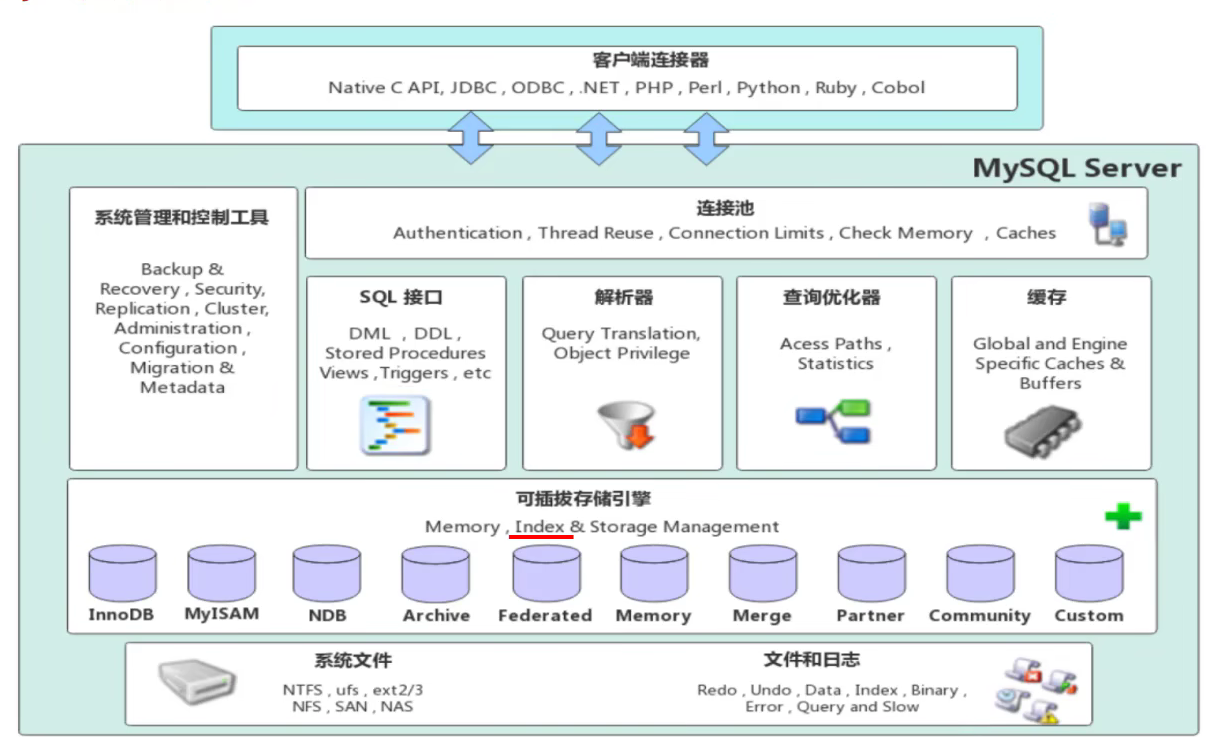 客户端连接器
Native C API, JDBC , ODBC , .NET , PHP , Perl , Python , Ruby , Cobol
MySQL Server
系统管理和控制工具
Backup &
Recovery , Security,
Replication , Cluster,
Administration ,
Configuration ,
Migration &
Metadata
连接池
Authentication , Thread Reuse , Connection Limits , Check Memory , Caches
SQL 接口
DML , DDL ,
Stored Procedures
Views ,Triggers , etc
解析器
Query Translation,
Object Privilege
查询优化器
Acess Paths ,
Statistics
缓存
Global and Engine
Specific Caches &
Buffers
可插拔存储引擎
Memory , Index & Storage Management
InnoDB MyISAM NDB Archive Federated Memory Merge Partner Community Custom
系统文件
NTFS , ufs , ext2/3
NFS , SAN , NAS
文件和日志
Redo , Undo , Data , Index , Binary ,
Error , Query and Slow